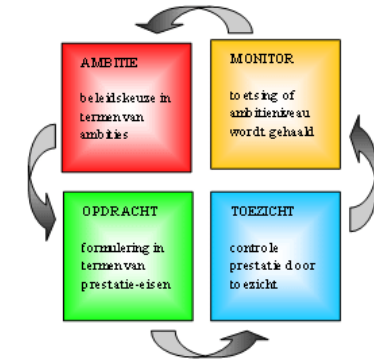 AMBITIE
beleidskeuze in
termen van
ambities
MONITOR
toetsing of
ambitieniveau
wordt gehaald
OPDRACHT
formulering in
termen van
prestatie-eisen
TOEZICHT
controle
prestatie door
toezicht